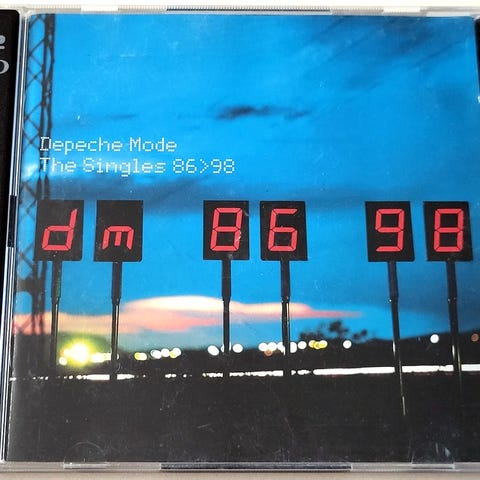 Depeche Mode
The Singles 86>98
dm 86 98